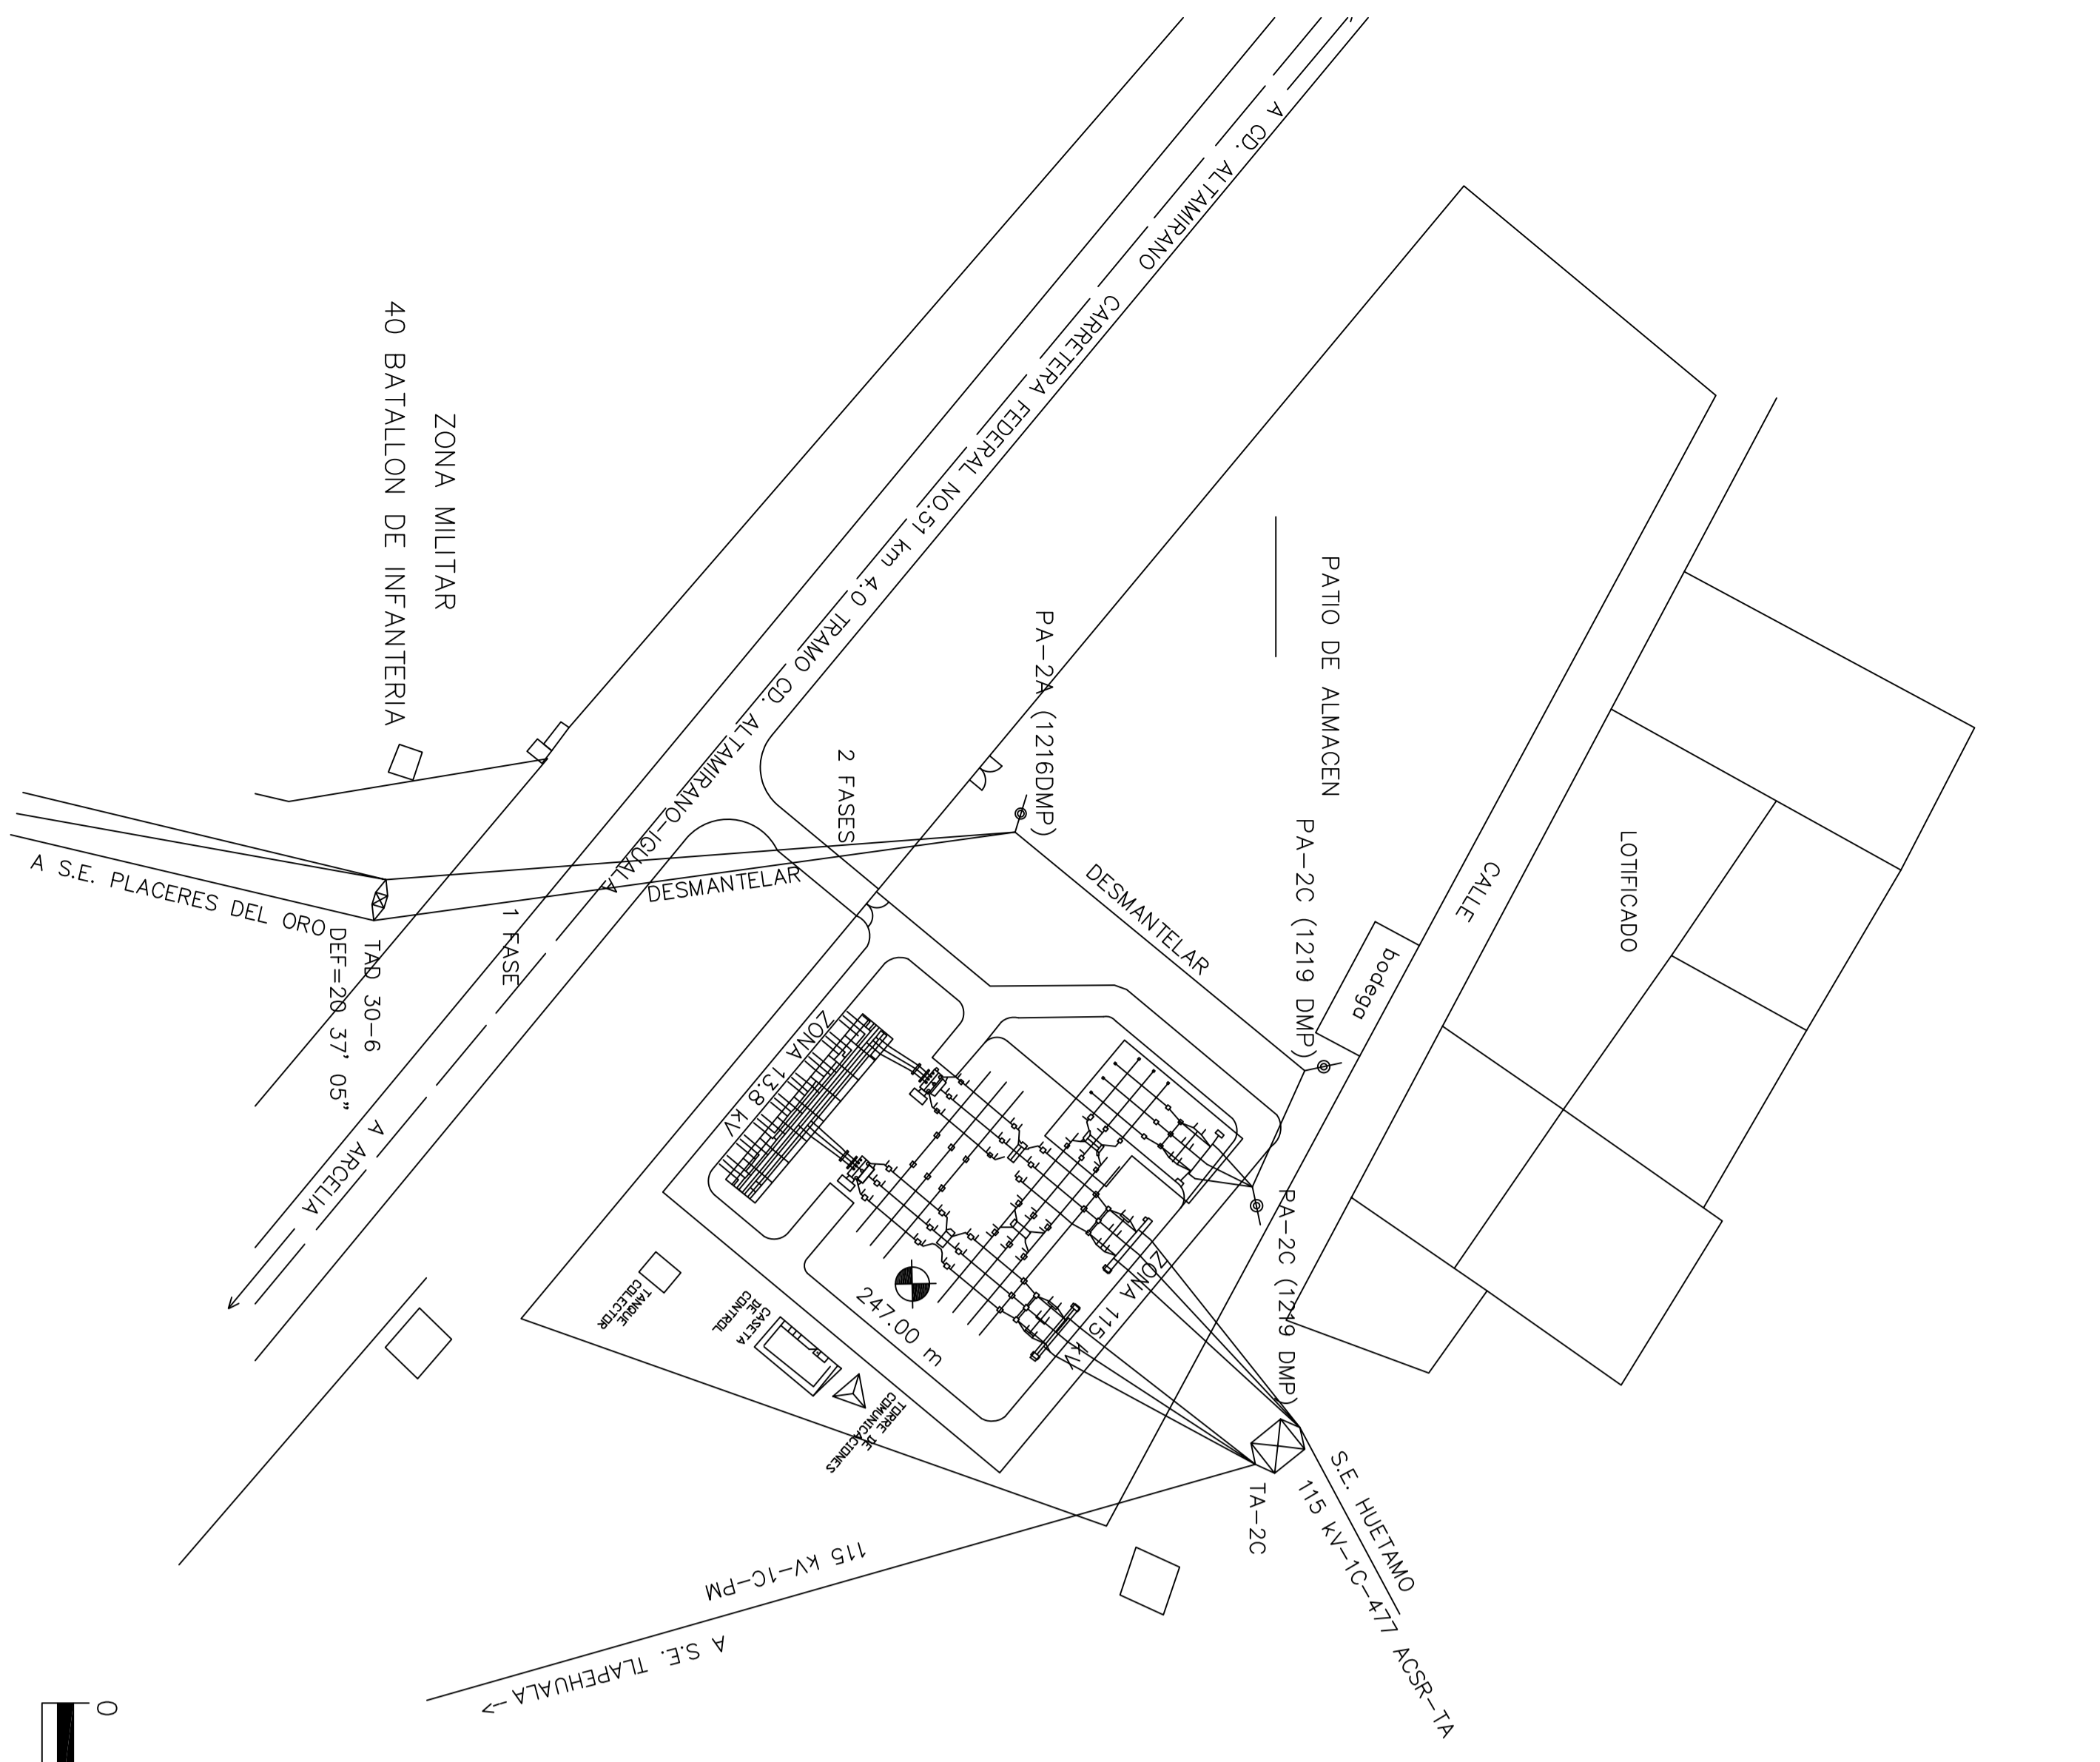 A CD. ALTAMIRANO
CARRETERA FEDERAL NO.51 km 4.0 TRAMO CD. ALTAMIRANO-IGUALA
ZONA MILITAR
40 BATALLON DE INFANTERIA
PATIO DE ALMACEN
LOTIFICADO
CALLE
bodega
PA-2A (1216DMP)
2 FASES
DESMANTELAR
DESMANTELAR
PA-2C (1219 DMP)
PA-2C (1219 DMP)
A S.E. PLACERES DEL ORO
1 FASE
TAD 30-6
DEF=20 37' 05"
A ARCELIA
ZONA 13.8 kV
ZONA 115 kV
247.00 m
TANQUE
COLECTOR
CASETA
DE
CONTROL
TORRE DE
COMUNICACIONES
TA-2C
S.E. HUETAMO
115 kV-1C-477 ACSR-TA
115 kV-1C-PM
A S.E. TLAPEHUALA ->
0